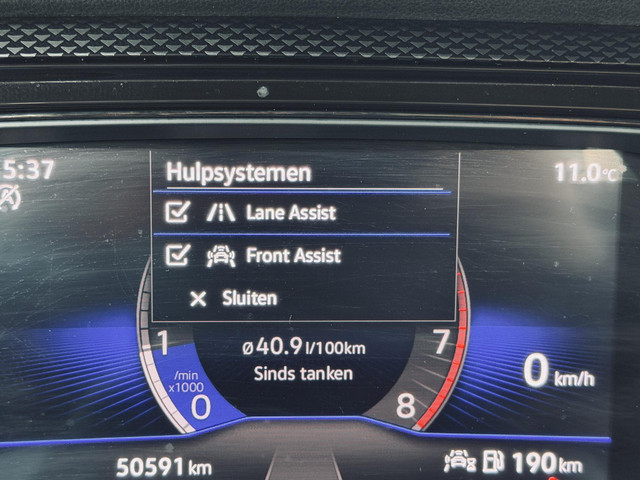 5:37
11.0°C
Hulpsystemen
Lane Assist
Front Assist
Sluiten
1
ø40.9 l/100km
7
/min
x1000
Sinds tanken
0 km/h
0
8
50591 km
190 km